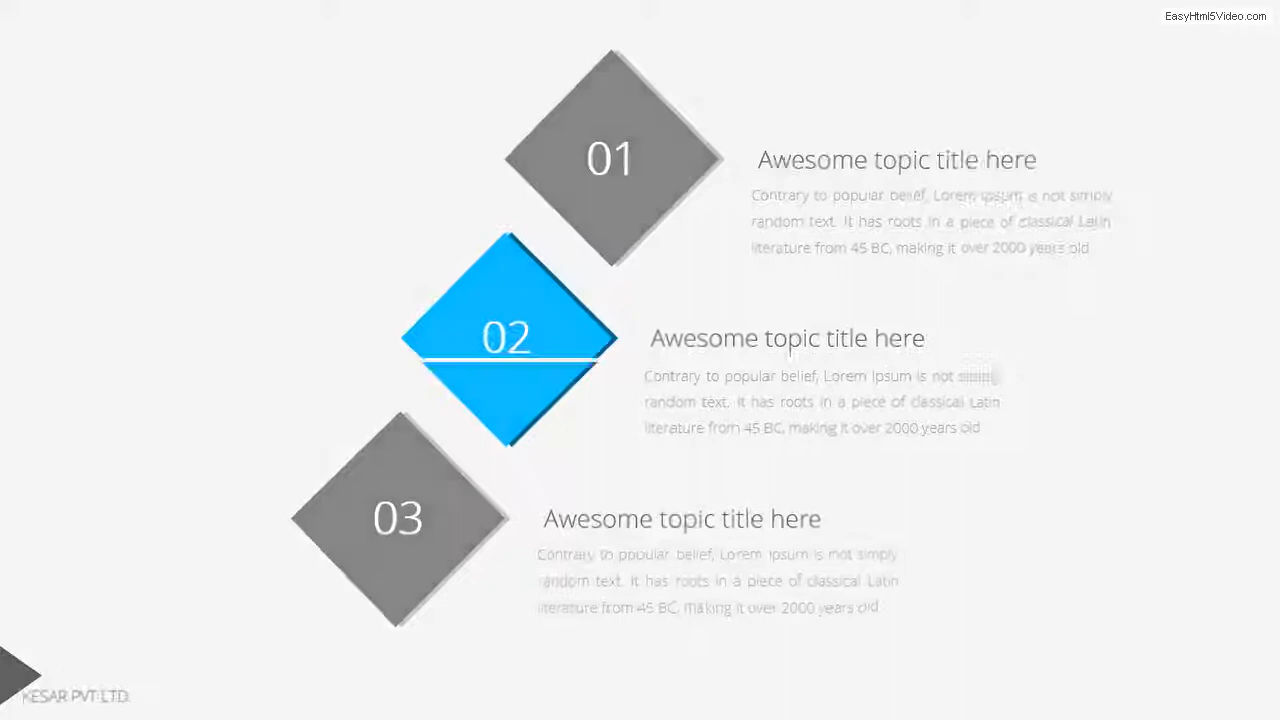 EasyHtml5Video.com
01
Awesome topic title here
Contrary to popular belief, Lorem Ipsum is not simply
random text. It has roots in a piece of classical Latin
literature from 45 BC, making it over 2000 years old
02
Awesome topic title here
Contrary to popular belief, Lorem Ipsum is not
random text. It has roots in a piece of classical Latin
literature from 45 BC, making it over 2000 years old
03
Awesome topic title here
Contrary to popular belief, Lorem Ipsum is not simply
random text. It has roots in a piece of classical Latin
literature from 45 BC, making it over 2000 years old
KESAR PVT LTD